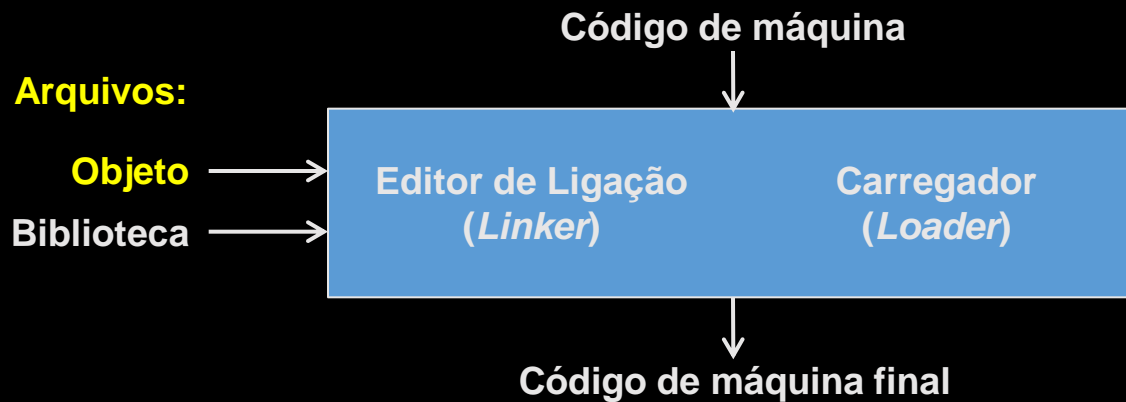 Código de máquina
Arquivos:
Objeto
Biblioteca
Editor de Ligação
(Linker)
Carregador
(Loader)
Código de máquina final